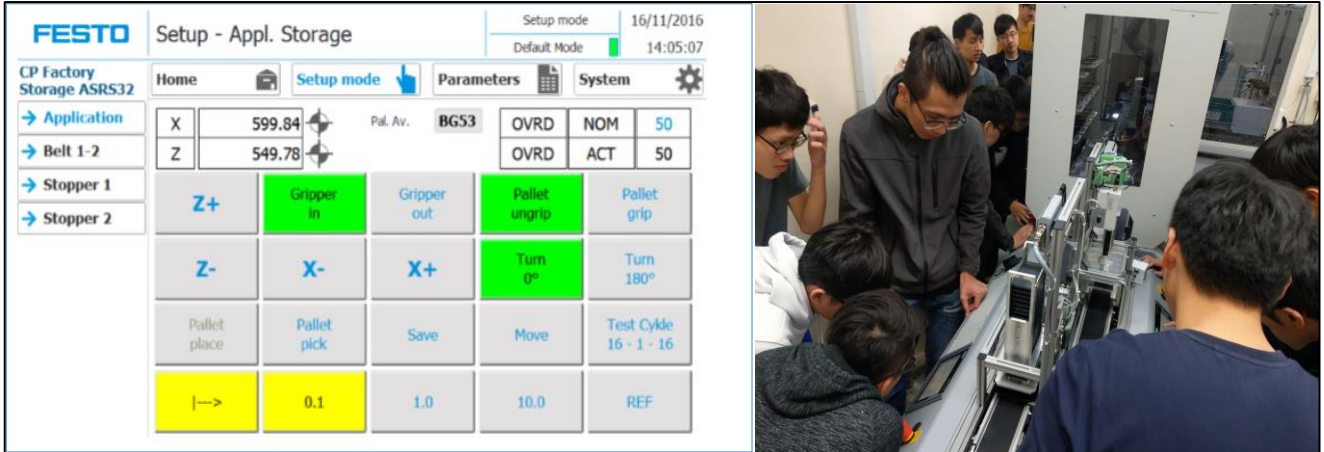 FESTO
Setup - Appl. Storage
Setup mode
Default Mode
16/11/2016
14:05:07
CP Factory
Storage ASRS32
Home
Setup mode
Parameters
System
Application
Belt 1-2
Stopper 1
Stopper 2
X 599.84
Z 549.78
Pal. Av. BG53
OVRD NOM 50
OVRD ACT 50
Z+
Gripper
in
Gripper
out
Pallet
ungrip
Pallet
grip
Z-
X-
X+
Turn
0°
Turn
180°
Pallet
place
Pallet
pick
Save
Move
Test Cykle
16 - 1 - 16
|--->
0.1
1.0
10.0
REF